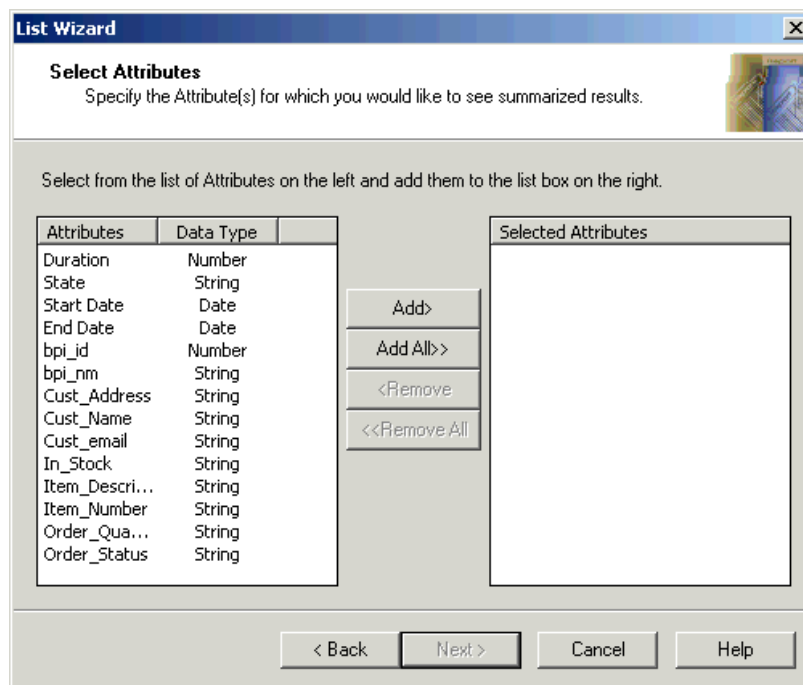 List Wizard
Select Attributes
Specify the Attribute(s) for which you would like to see summarized results.
Select from the list of Attributes on the left and add them to the list box on the right.
Attributes Data Type
Duration Number
State String
Start Date Date
End Date Date
bpi_id Number
bpi_nm String
Cust_Address String
Cust_Name String
Cust_email String
In_Stock String
Item_Descri... String
Item_Number String
Order_Qua... String
Order_Status String
Add>
Add All>>
<Remove
<<Remove All
Selected Attributes
< Back Next > Cancel Help